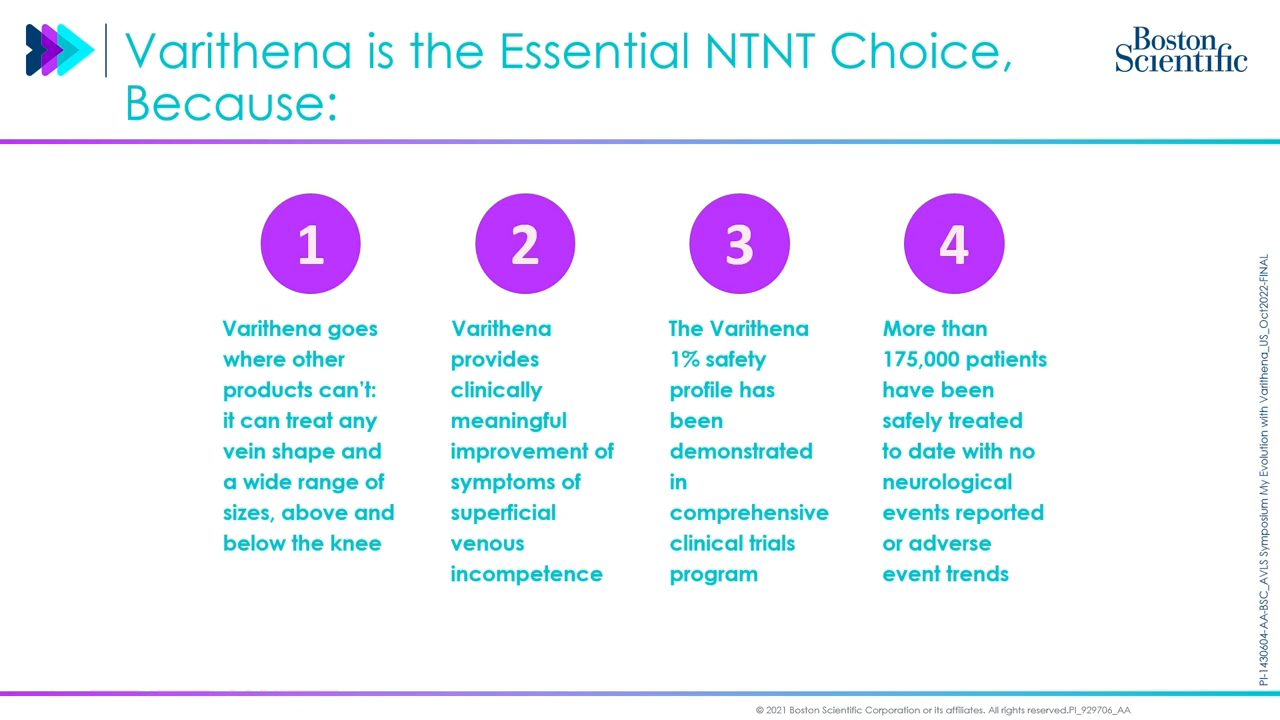 Varithena is the Essential NTNT Choice,
Because:
Boston
Scientific
1
Varithena goes
where other
products can’t:
it can treat any
vein shape and
a wide range of
sizes, above and
below the knee
2
Varithena
provides
clinically
meaningful
improvement of
symptoms of
superficial
venous
incompetence
3
The Varithena
1% safety
profile has
been
demonstrated
in
comprehensive
clinical trials
program
4
More than
175,000 patients
have been
safely treated
to date with no
neurological
events reported
or adverse
event trends
PI-1430604-AA-BSC_AVLS Symposium My Evolution with Varithena_US_Oct2022-FINAL
© 2021 Boston Scientific Corporation or its affiliates. All rights reserved.PI_929706_AA